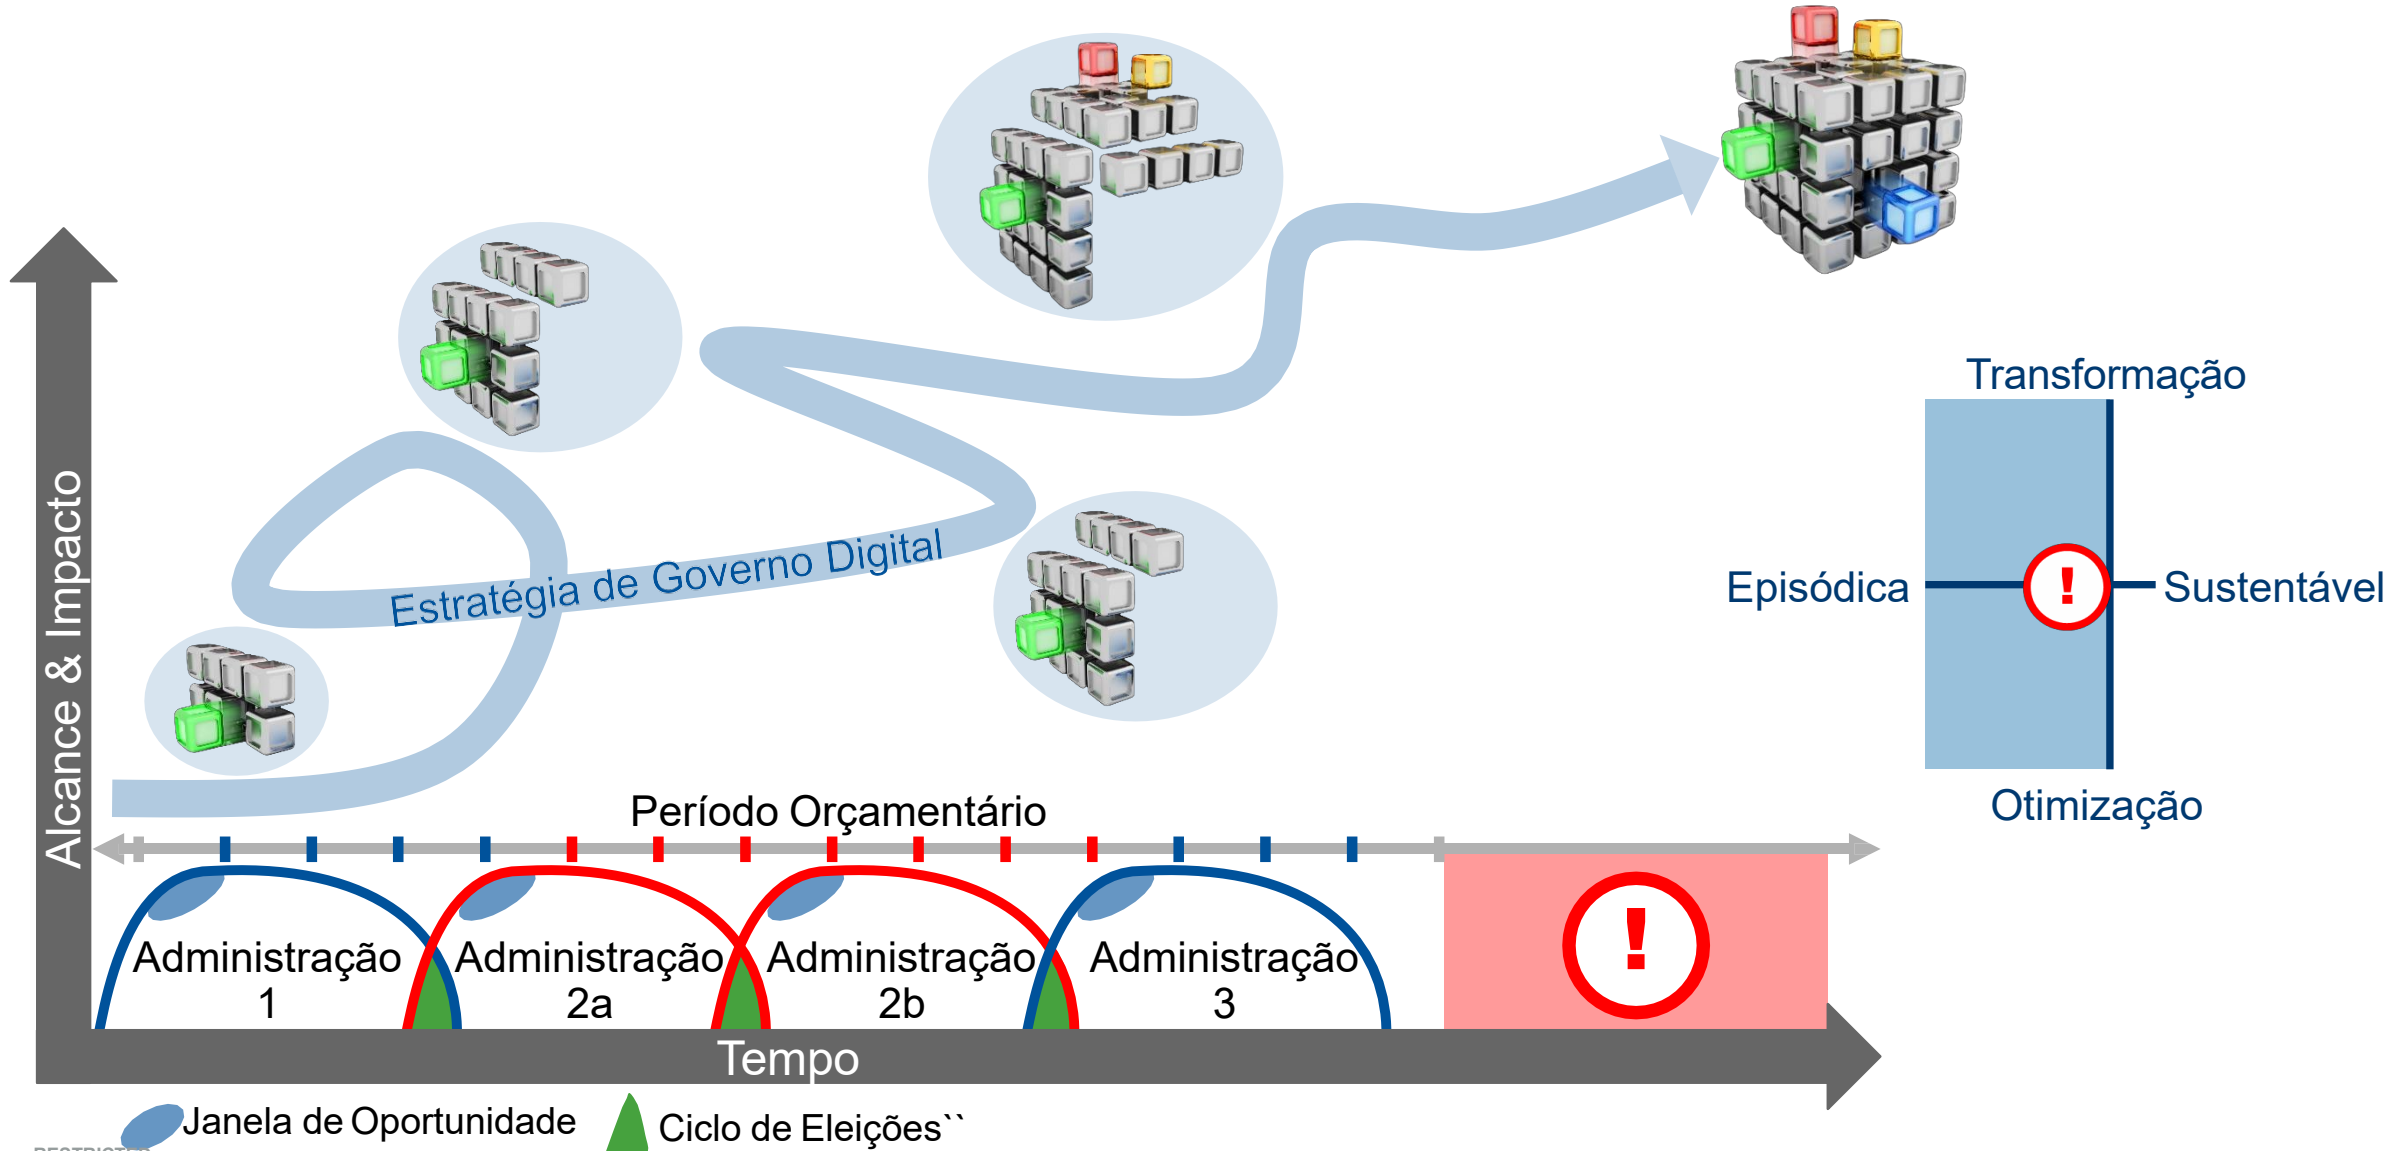 Transformação
Alcance & Impacto
Estratégia de Governo Digital
Episódica
!
Sustentável
Otimização
Período Orçamentário
Administração
1
Administração
2a
Administração
2b
Administração
3
!
Tempo
Janela de Oportunidade
Ciclo de Eleições``